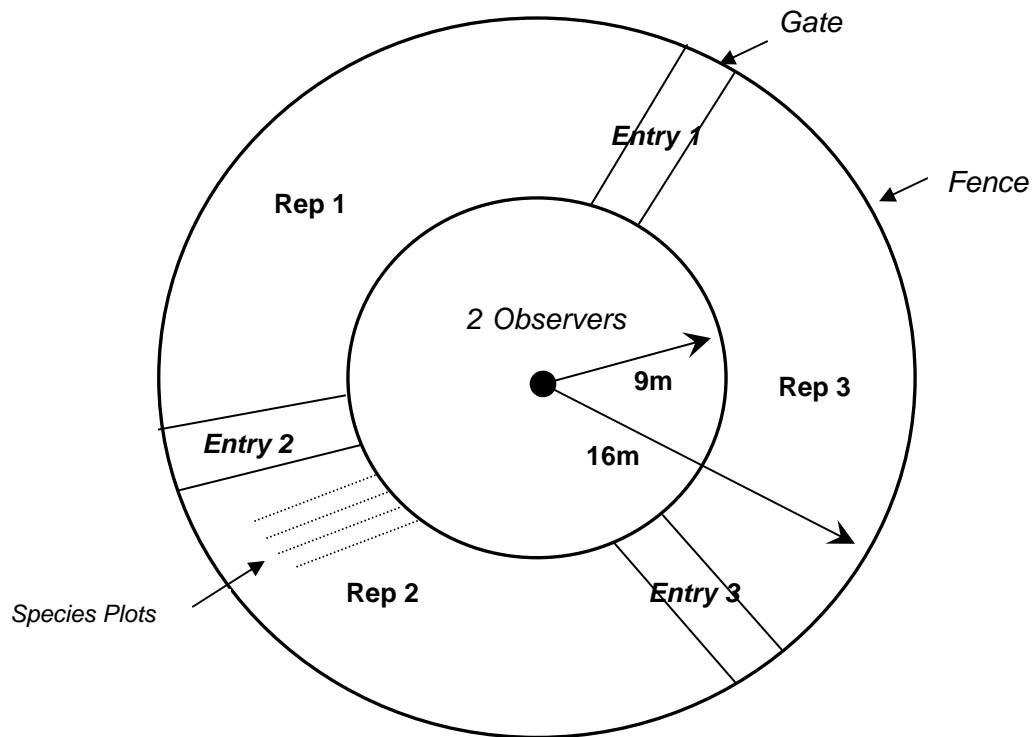 Gate
Entry 1
Fence
Rep 1
2 Observers
9m
Rep 3
Entry 2
16m
Rep 2
Entry 3
Species Plots